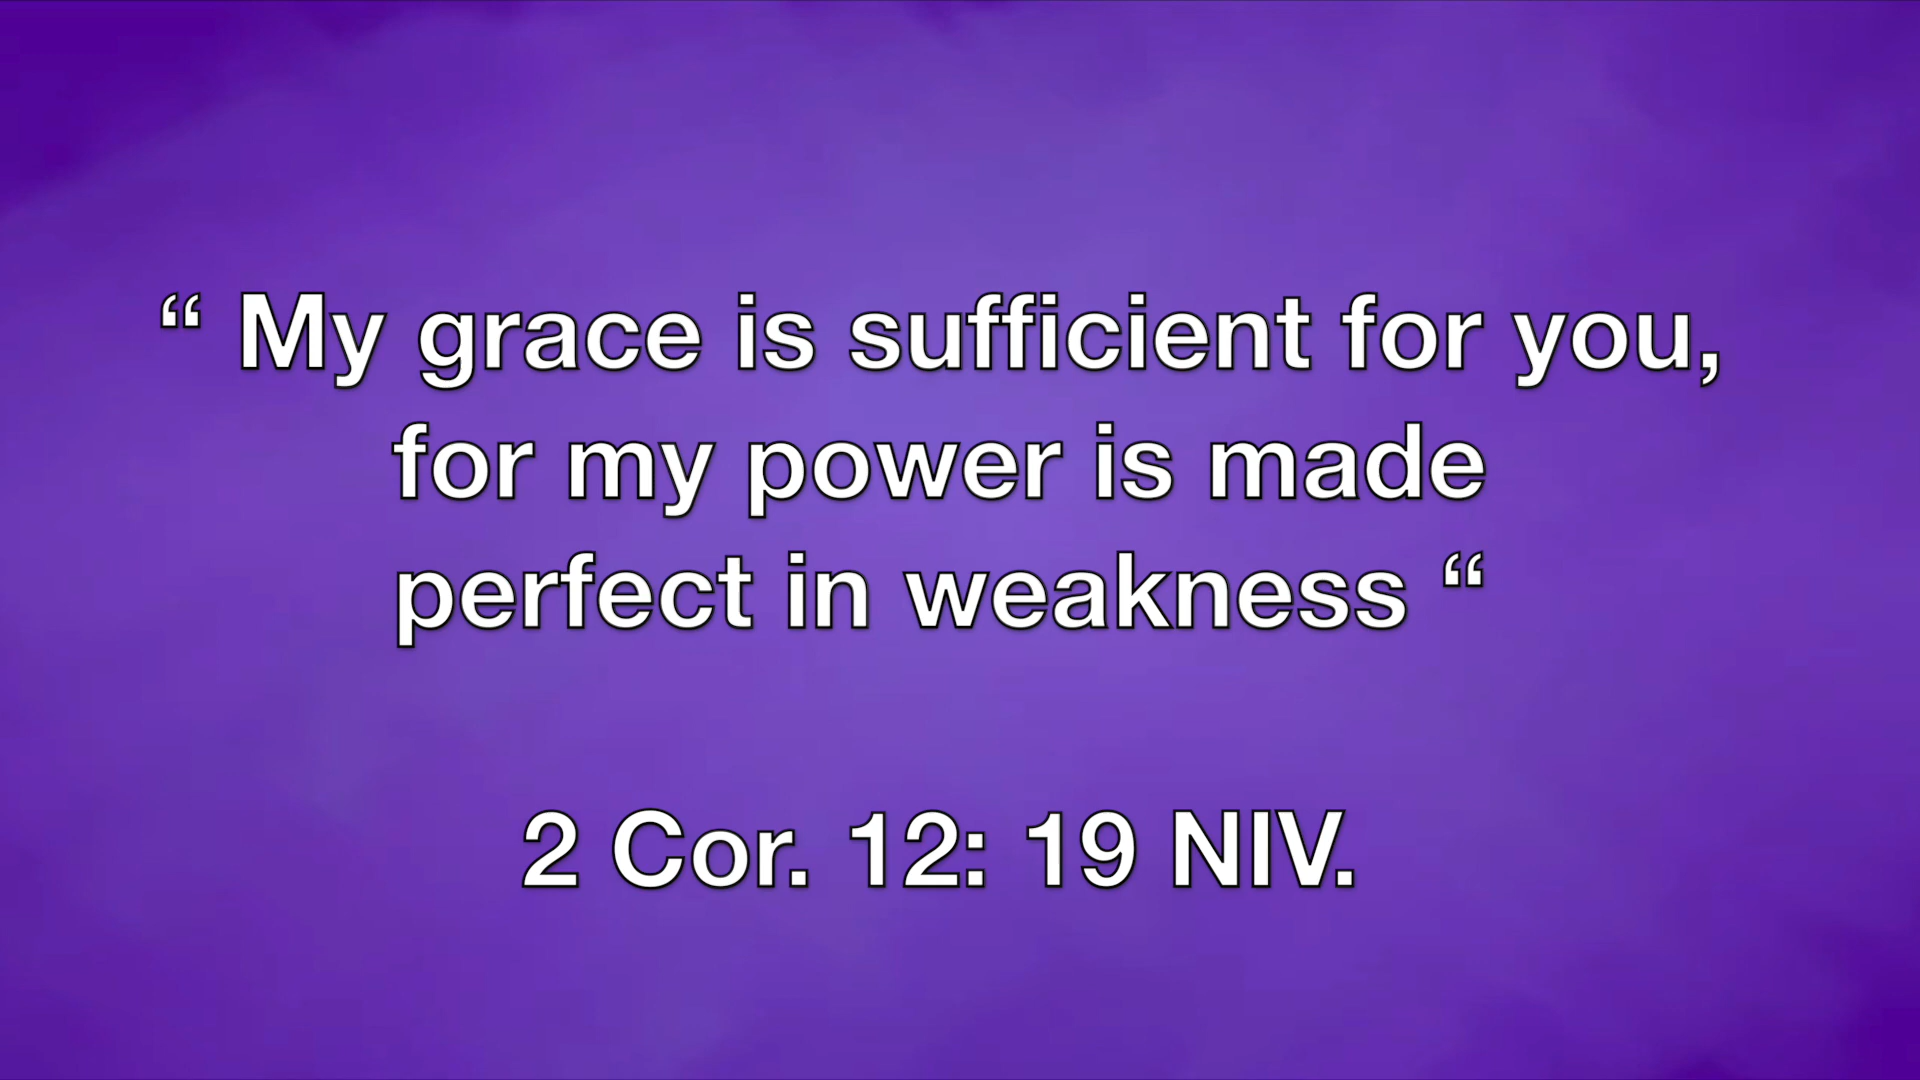 “ My grace is sufficient for you,
for my power is made
perfect in weakness “
2 Cor. 12: 19 NIV.